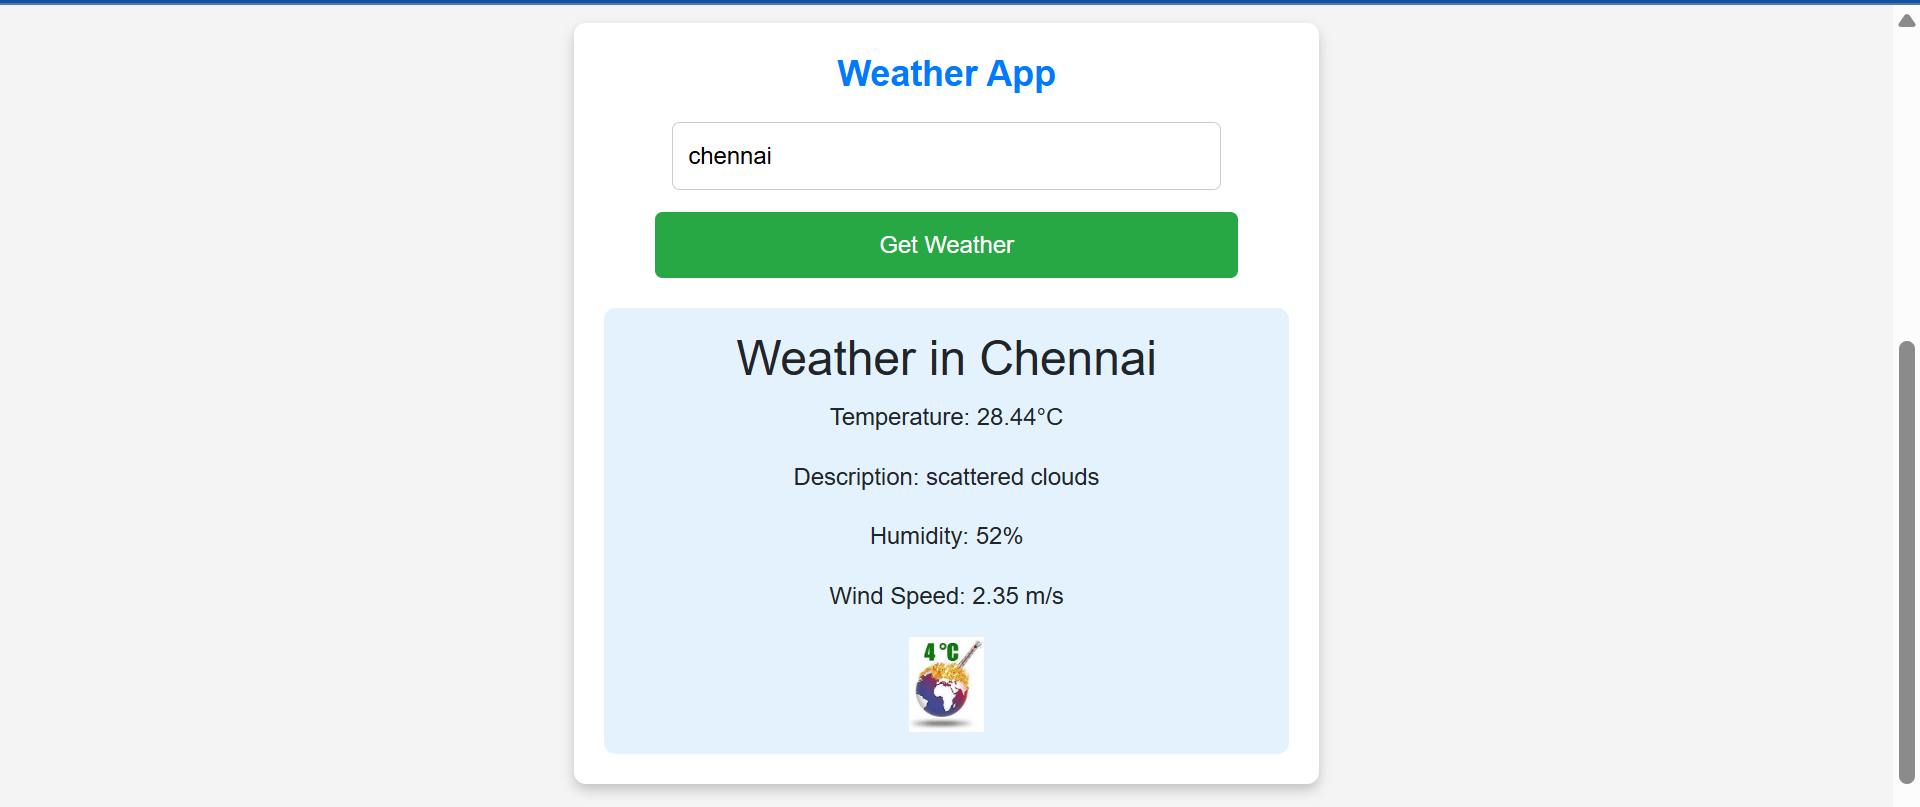 Weather App
chennai
Get Weather
Weather in Chennai
Temperature: 28.44°C
Description: scattered clouds
Humidity: 52%
Wind Speed: 2.35 m/s
4 °C